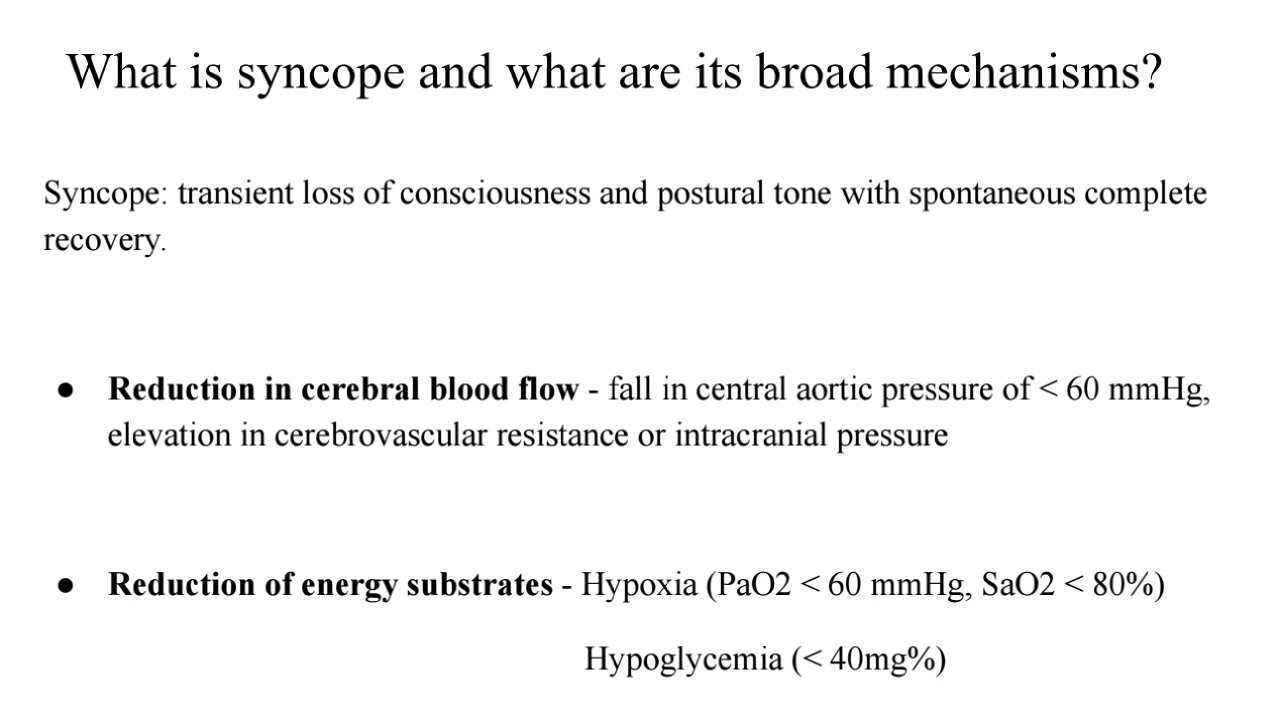 What is syncope and what are its broad mechanisms?
Syncope: transient loss of consciousness and postural tone with spontaneous complete
recovery.
● Reduction in cerebral blood flow - fall in central aortic pressure of < 60 mmHg,
elevation in cerebrovascular resistance or intracranial pressure
● Reduction of energy substrates - Hypoxia (PaO2 < 60 mmHg, SaO2 < 80%)
Hypoglycemia (< 40mg%)